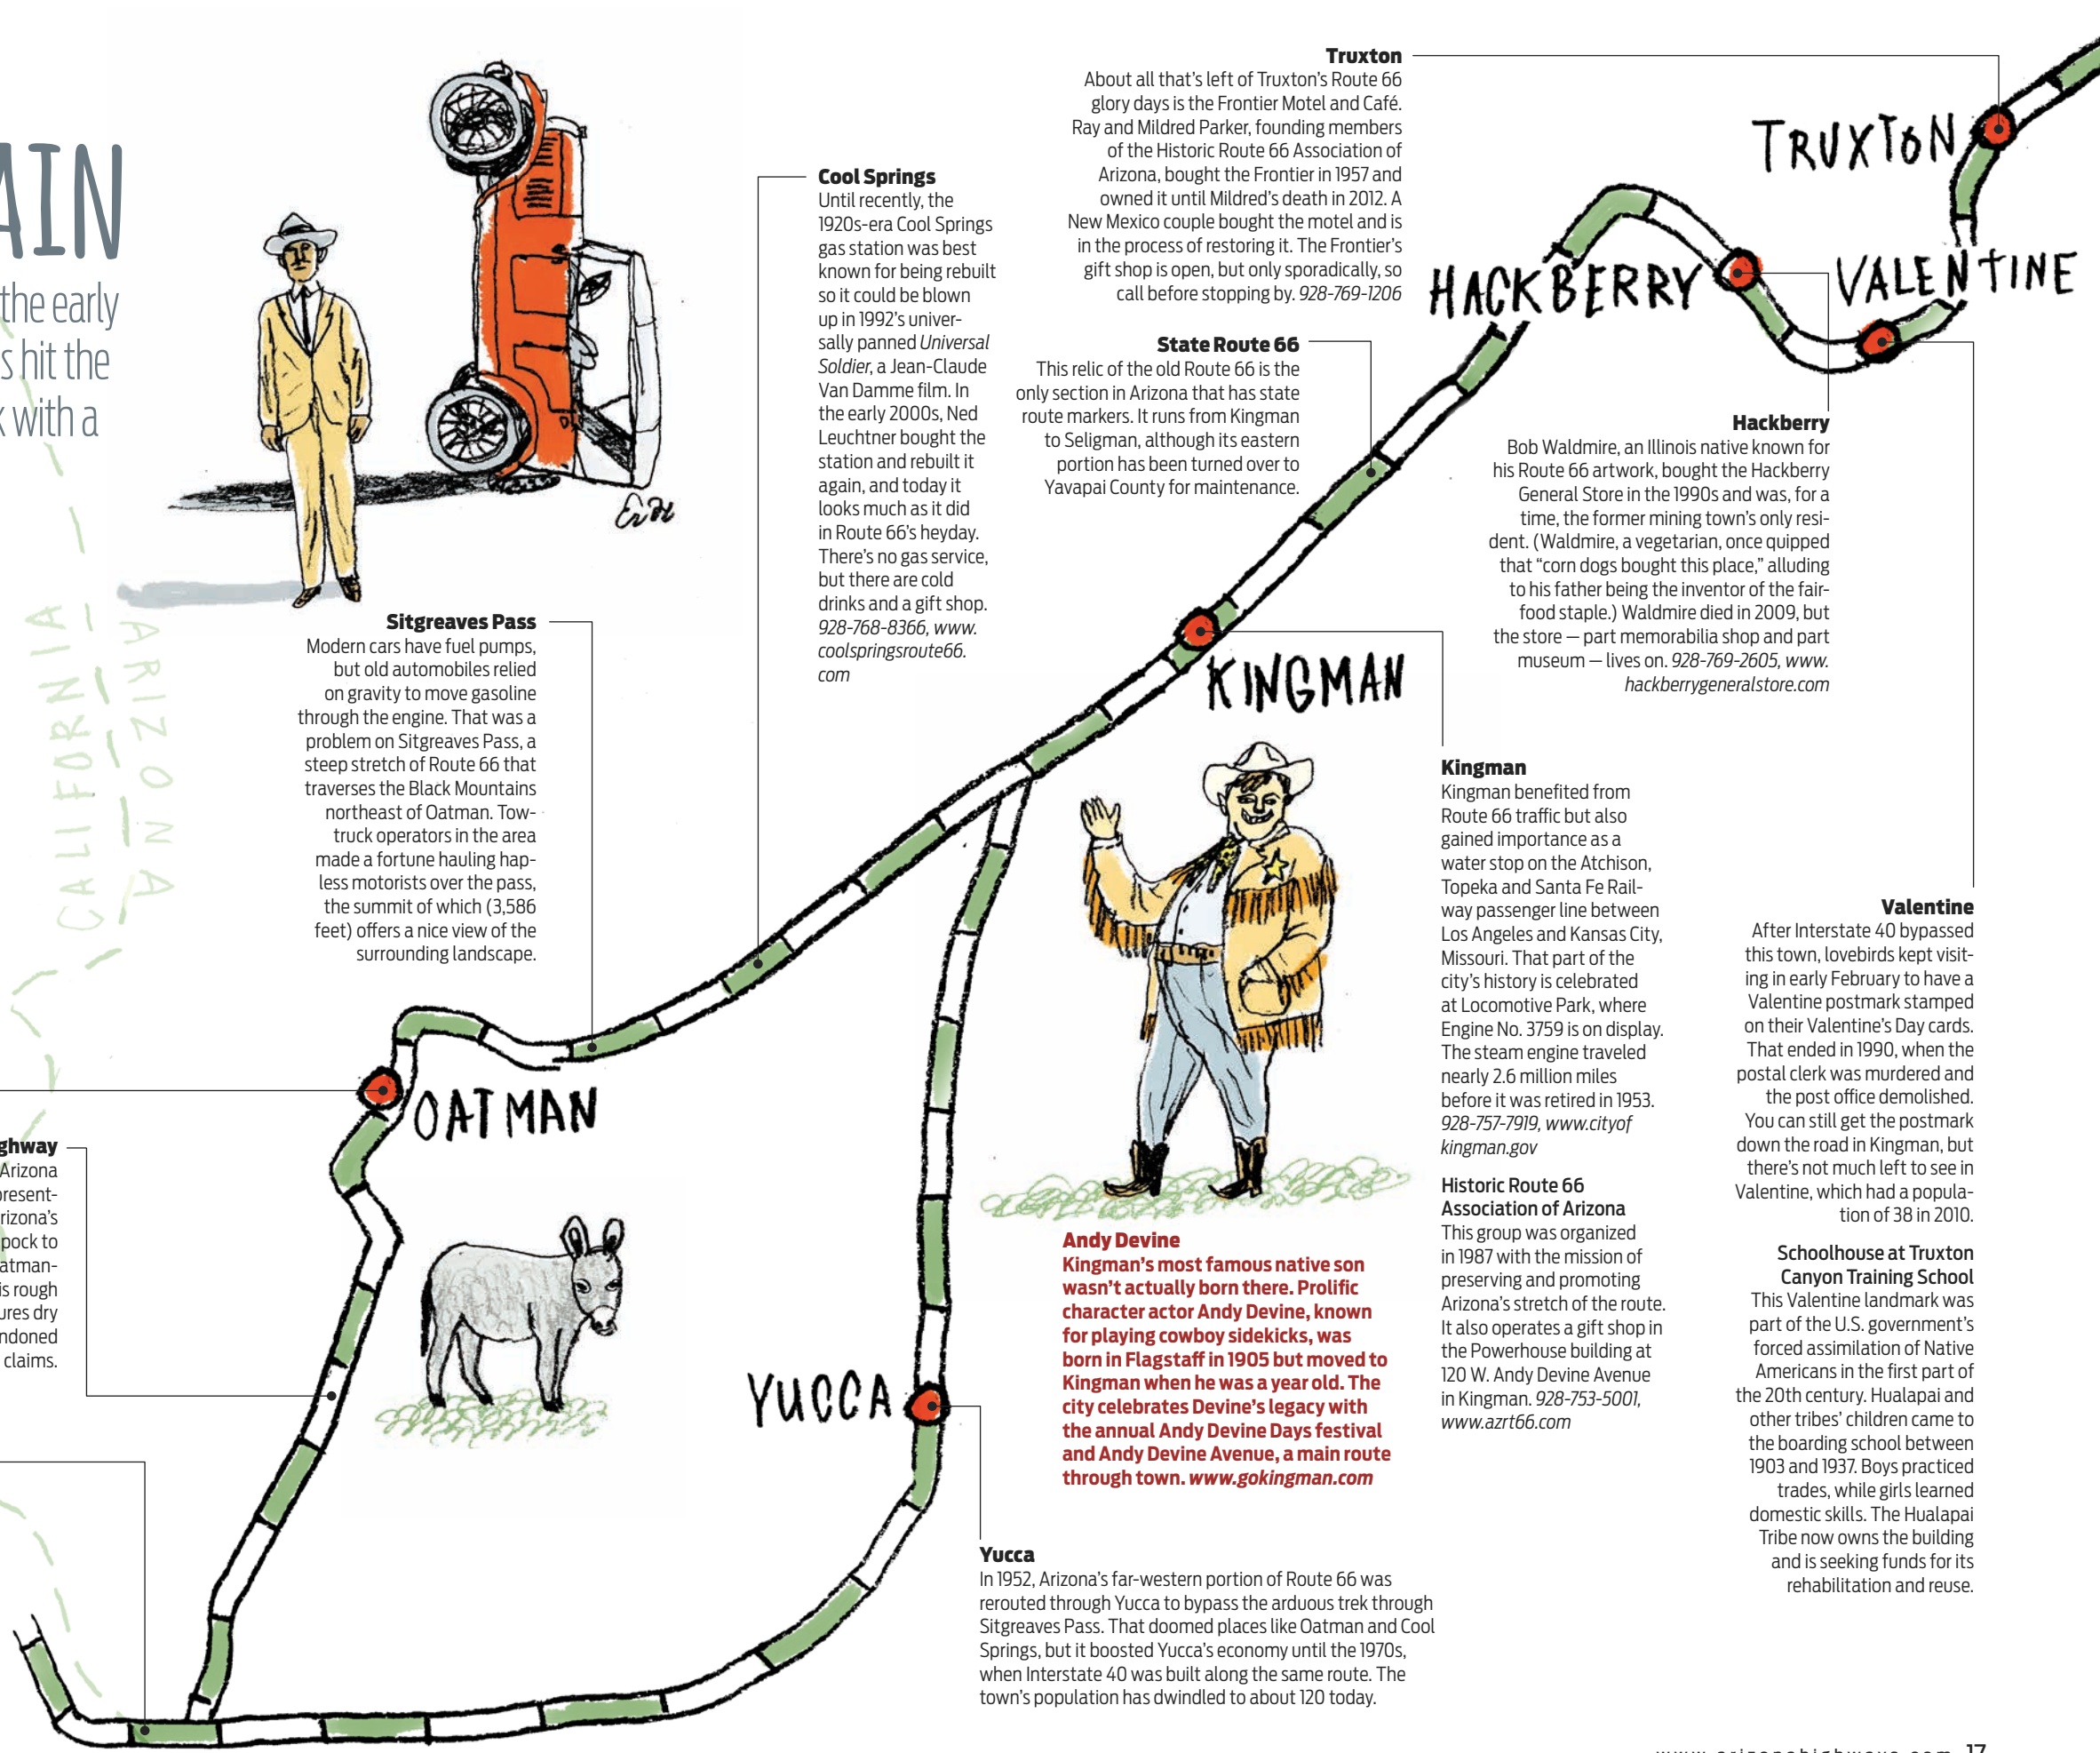 AIN
the early
s hit the
k with a
CALIFORNIA
ARIZONA
Sitgreaves Pass
Modern cars have fuel pumps,
but old automobiles relied
on gravity to move gasoline
through the engine. That was a
problem on Sitgreaves Pass, a
steep stretch of Route 66 that
traverses the Black Mountains
northeast of Oatman. Tow-
truck operators in the area
made a fortune hauling hap-
less motorists over the pass,
the summit of which (3,586
feet) offers a nice view of the
surrounding landscape.
Cool Springs
Until recently, the
1920s-era Cool Springs
gas station was best
known for being rebuilt
so it could be blown
up in 1992's univer-
sally panned Universal
Soldier, a Jean-Claude
Van Damme film. In
the early 2000s, Ned
Leuchtner bought the
station and rebuilt it
again, and today it
looks much as it did
in Route 66's heyday.
There's no gas service,
but there are cold
drinks and a gift shop.
928-768-8366, www.
coolspringsroute66.
com
Truxton
About all that's left of Truxton's Route 66
glory days is the Frontier Motel and Café.
Ray and Mildred Parker, founding members
of the Historic Route 66 Association of
Arizona, bought the Frontier in 1957 and
owned it until Mildred's death in 2012. A
New Mexico couple bought the motel and is
in the process of restoring it. The Frontier's
gift shop is open, but only sporadically, so
call before stopping by. 928-769-1206
State Route 66
This relic of the old Route 66 is the
only section in Arizona that has state
route markers. It runs from Kingman
to Seligman, although its eastern
portion has been turned over to
Yavapai County for maintenance.
TRUXTON
HACKBERRY
VALENTINE
Hackberry
Bob Waldmire, an Illinois native known for
his Route 66 artwork, bought the Hackberry
General Store in the 1990s and was, for a
time, the former mining town's only resi-
dent. (Waldmire, a vegetarian, once quipped
that “corn dogs bought this place,” alluding
to his father being the inventor of the fair-
food staple.) Waldmire died in 2009, but
the store — part memorabilia shop and part
museum — lives on. 928-769-2605, www.
hackberrygeneralstore.com
KINGMAN
Kingman
Kingman benefited from
Route 66 traffic but also
gained importance as a
water stop on the Atchison,
Topeka and Santa Fe Rail-
way passenger line between
Los Angeles and Kansas City,
Missouri. That part of the
city's history is celebrated
at Locomotive Park, where
Engine No. 3759 is on display.
The steam engine traveled
nearly 2.6 million miles
before it was retired in 1953.
928-757-7919, www.cityof
kingman.gov
Historic Route 66
Association of Arizona
This group was organized
in 1987 with the mission of
preserving and promoting
Arizona's stretch of the route.
It also operates a gift shop in
the Powerhouse building at
120 W. Andy Devine Avenue
in Kingman. 928-753-5001,
www.azrt66.com
Valentine
After Interstate 40 bypassed
this town, lovebirds kept visit-
ing in early February to have a
Valentine postmark stamped
on their Valentine's Day cards.
That ended in 1990, when the
postal clerk was murdered and
the post office demolished.
You can still get the postmark
down the road in Kingman, but
there's not much left to see in
Valentine, which had a popula-
tion of 38 in 2010.
Schoolhouse at Truxton
Canyon Training School
This Valentine landmark was
part of the U.S. government's
forced assimilation of Native
Americans in the first part of
the 20th century. Hualapai and
other tribes' children came to
the boarding school between
1903 and 1937. Boys practiced
trades, while girls learned
domestic skills. The Hualapai
Tribe now owns the building
and is seeking funds for its
rehabilitation and reuse.
OATMAN
ghway
Arizona
present-
rizona's
pock to
atman-
is rough
ures dry
ndoned
claims.
Andy Devine
Kingman's most famous native son
wasn't actually born there. Prolific
character actor Andy Devine, known
for playing cowboy sidekicks, was
born in Flagstaff in 1905 but moved to
Kingman when he was a year old. The
city celebrates Devine's legacy with
the annual Andy Devine Days festival
and Andy Devine Avenue, a main route
through town. www.gokingman.com
YUCCA
Yucca
In 1952, Arizona's far-western portion of Route 66 was
rerouted through Yucca to bypass the arduous trek through
Sitgreaves Pass. That doomed places like Oatman and Cool
Springs, but it boosted Yucca's economy until the 1970s,
when Interstate 40 was built along the same route. The
town's population has dwindled to about 120 today.
www.arizonahighways.com 17